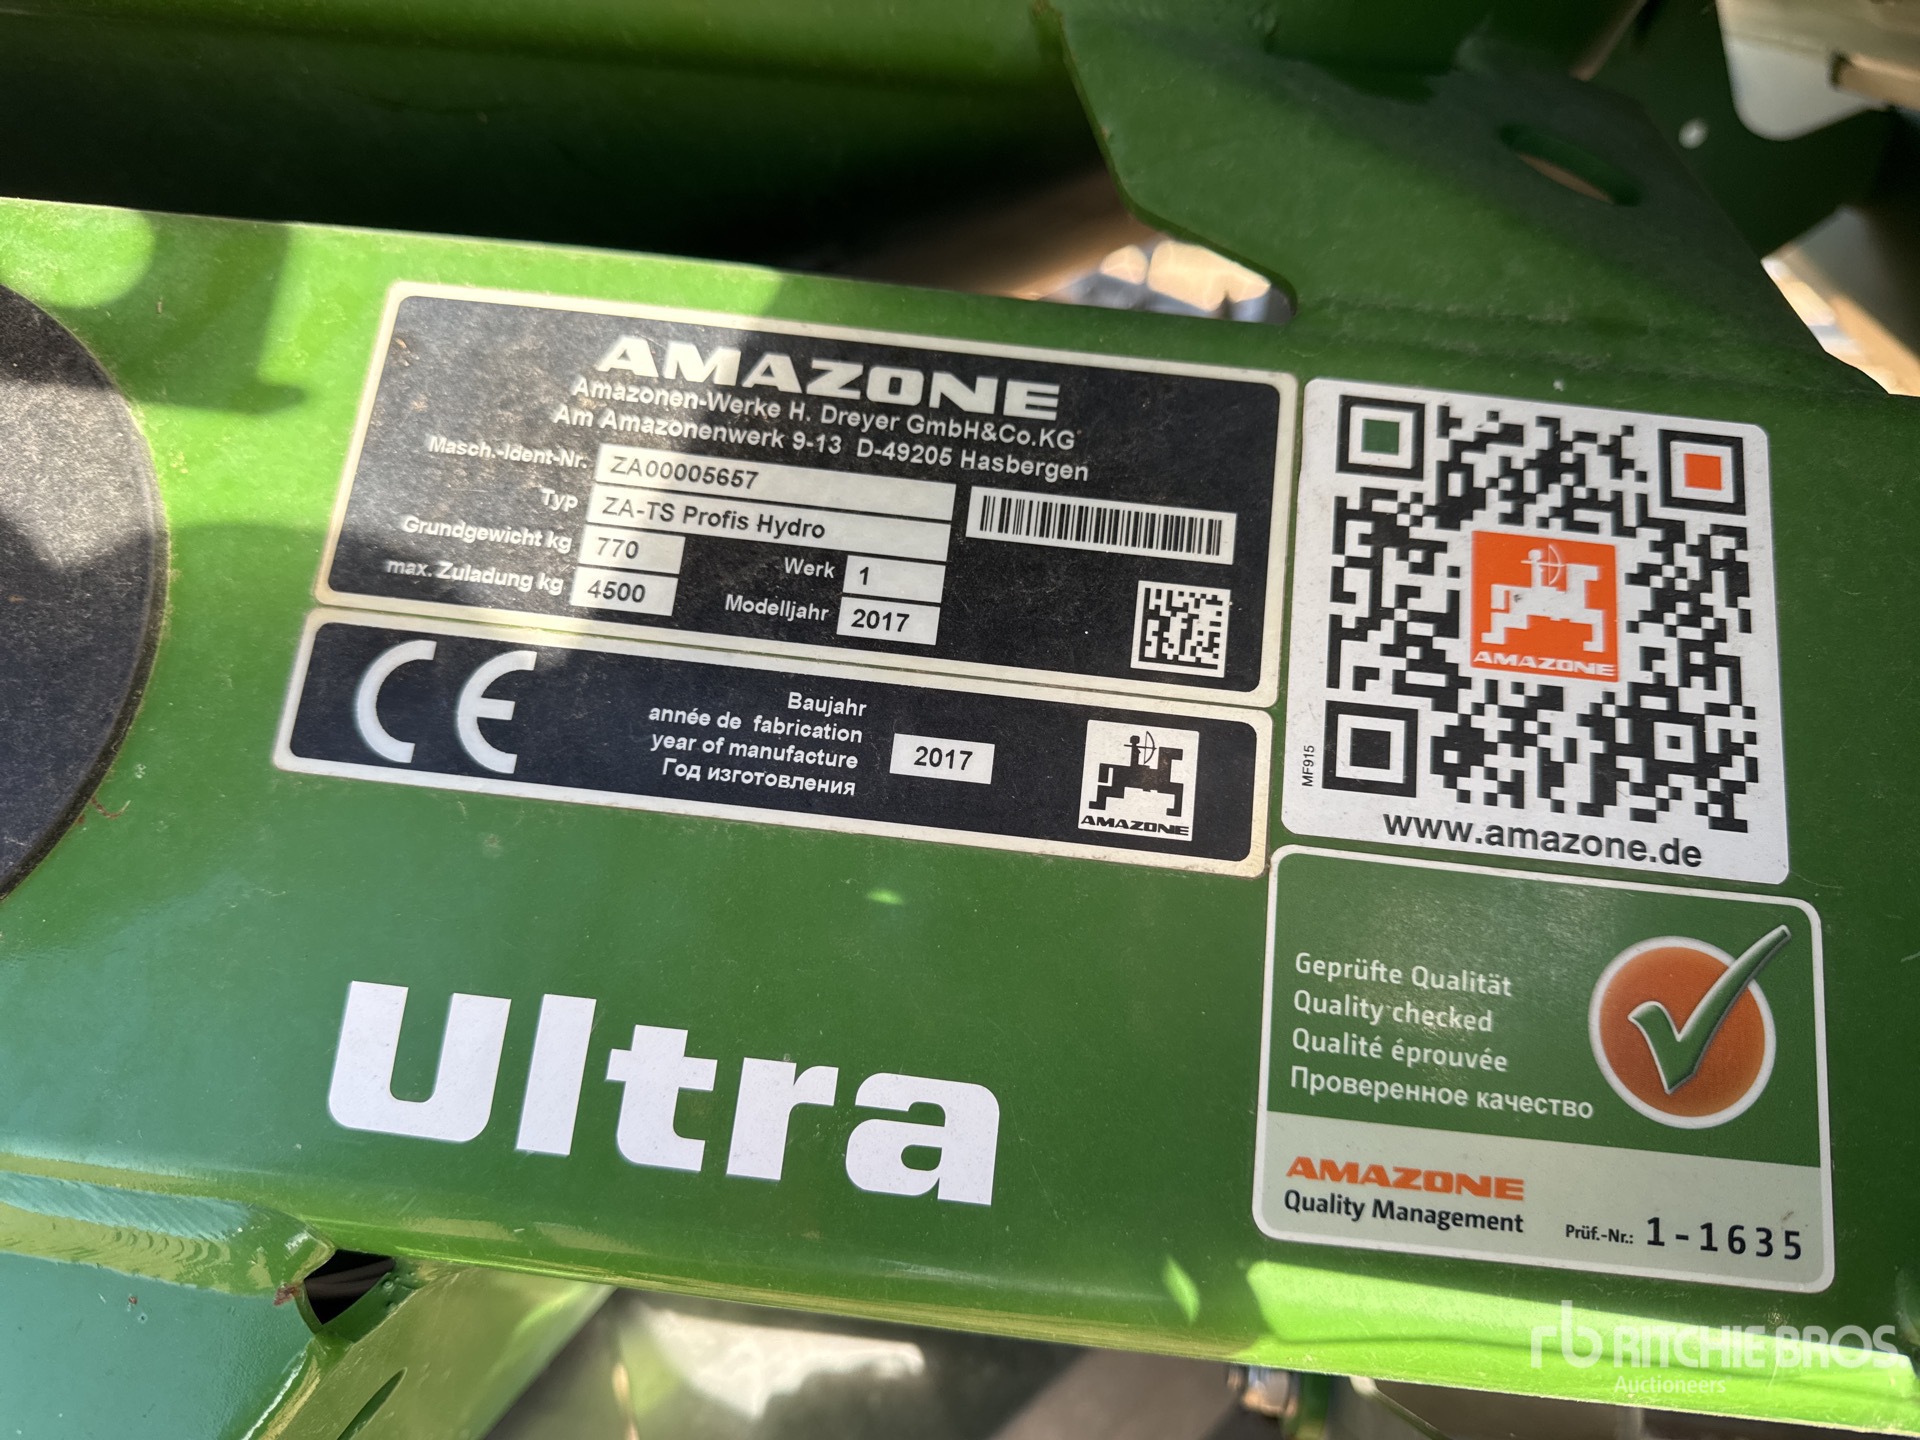 AMAZONE
Amazonen-Werke H. Dreyer GmbH&Co.KG
Am Amazonenwerk 9-13 D-49205 Hasbergen
Masch.-Ident-Nr. ZA00005657
Typ ZA-TS Profis Hydro
Grundgewicht kg 770 Werk 1
max. Zuladung kg 4500 Modelljahr 2017
CE
Baujahr
année de fabrication
year of manufacture
Год изготовления
2017
AMAZONE
AMAZONE
MF915
www.amazone.de
Geprüfte Qualität
Quality checked
Qualité éprouvée
Проверенное качество
AMAZONE
Quality Management Prüf.-Nr.: 1-1635
Ultra
rb RITCHIE BROS
Auctioneers